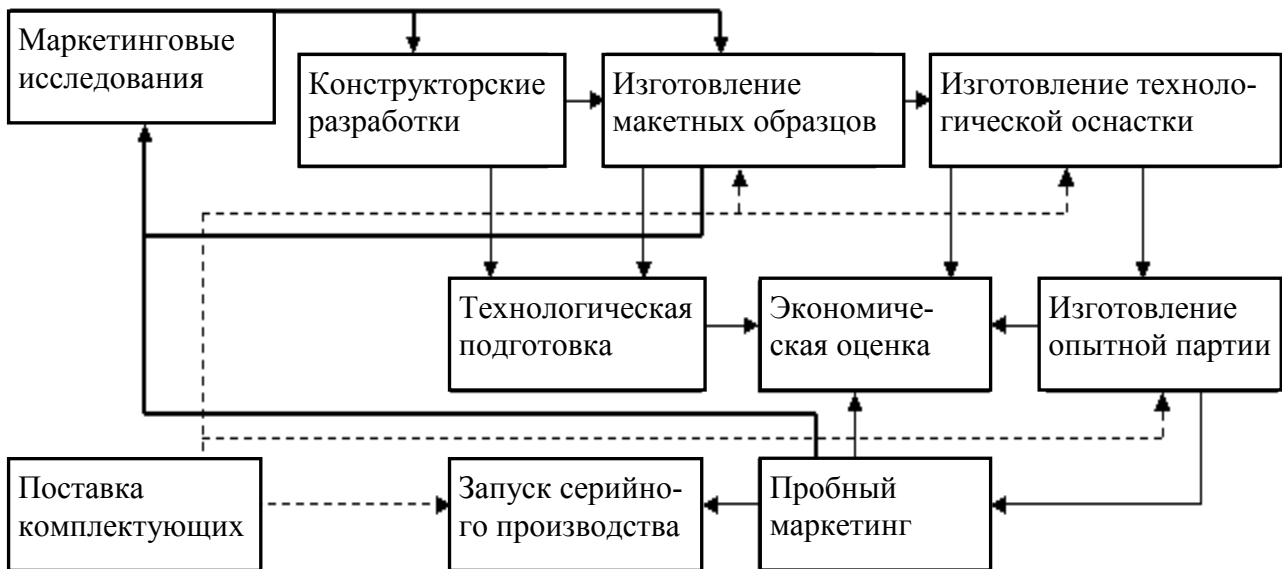 Маркетинговые
исследования
Конструкторские
разработки
Изготовление
макетных образцов
Изготовление техноло-
гической оснастки
Технологическая
подготовка
Экономиче-
ская оценка
Изготовление
опытной партии
Поставка
комплектующих
Запуск серийно-
го производства
Пробный
маркетинг